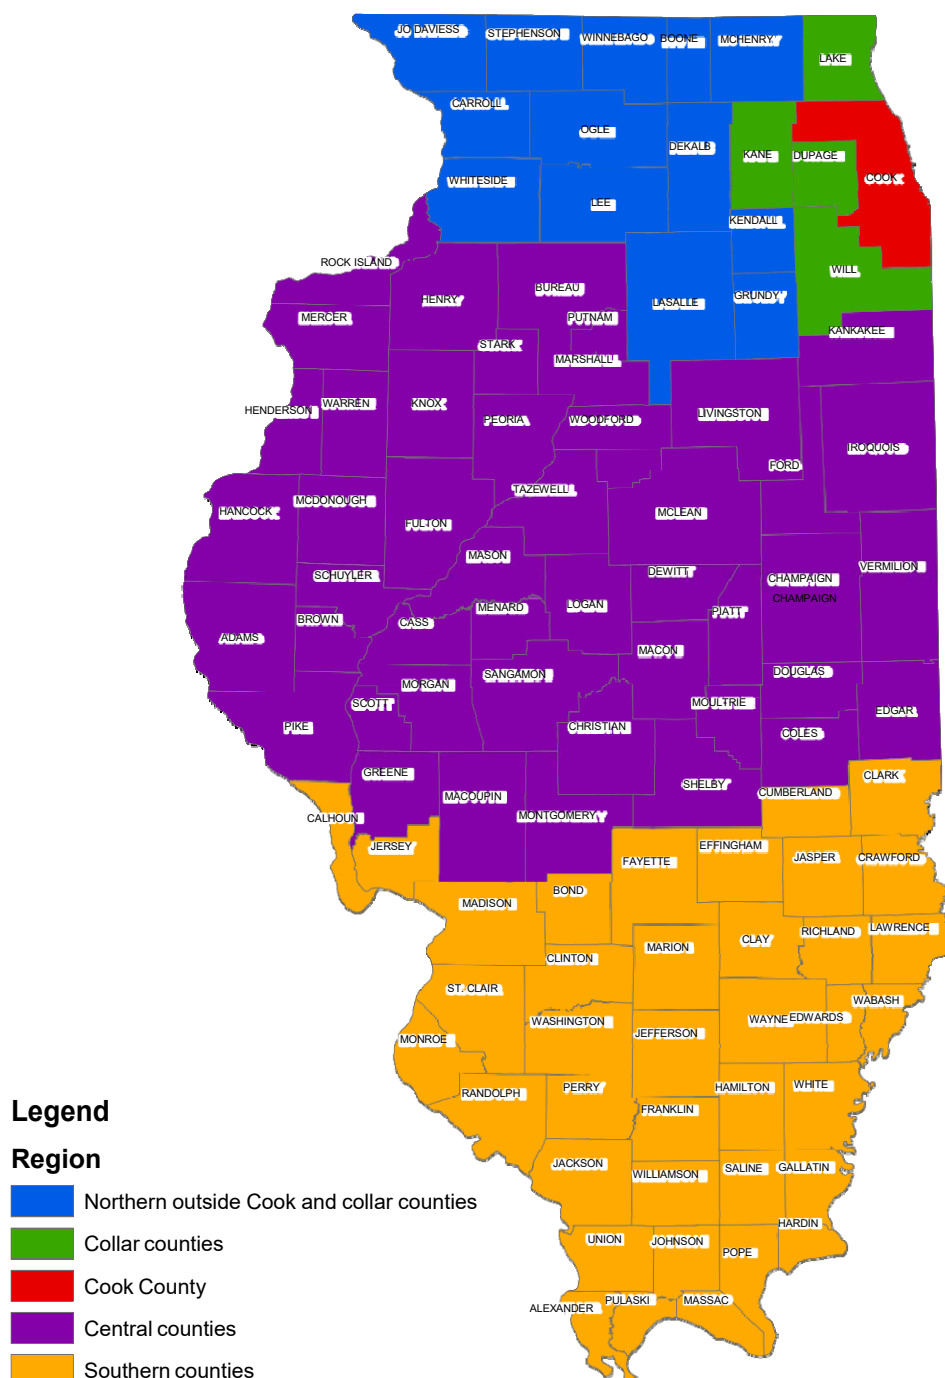 JO DAVIESS
STEPHENSON
WINNEBAGO
BOONE
MCHENRY
LAKE
CARROLL
OGLE
DEKALB
KANE
DUPAGE
COOK
WHITESIDE
LEE
KENDALL
ROCK ISLAND
WILL
HENRY
BUREAU
LASALLE
GRUNDY
MERCER
PUTNAM
KANKAKEE
STARK
MARSHALL
HENDERSON
WARREN
KNOX
PEORIA
WOODFORD
LIVINGSTON
IROQUOIS
FORD
HANCOCK
MCDONOUGH
TAZEWELL
FULTON
MCLEAN
MASON
VERMILION
SCHUYLER
DEWITT
CHAMPAIGN
CHAMPAIGN
BROWN
CASS
MENARD
LOGAN
PIATT
ADAMS
MACON
MORGAN
SANGAMON
DOUGLAS
SCOTT
MOULTRIE
EDGAR
PIKE
CHRISTIAN
COLES
GREENE
MACOUPIN
SHELBY
CUMBERLAND
CLARK
CALHOUN
MONTGOMERY
JERSEY
FAYETTE
EFFINGHAM
JASPER
CRAWFORD
MADISON
BOND
MARION
CLAY
RICHLAND
LAWRENCE
CLINTON
ST. CLAIR
WABASH
WASHINGTON
WAYNE
EDWARDS
MONROE
JEFFERSON
RANDOLPH
PERRY
HAMILTON
WHITE
FRANKLIN
JACKSON
WILLIAMSON
SALINE
GALLATIN
UNION
JOHNSON
POPE
HARDIN
ALEXANDER
PULASKI
MASSAC
Legend
Region
Northern outside Cook and collar counties
Collar counties
Cook County
Central counties
Southern counties